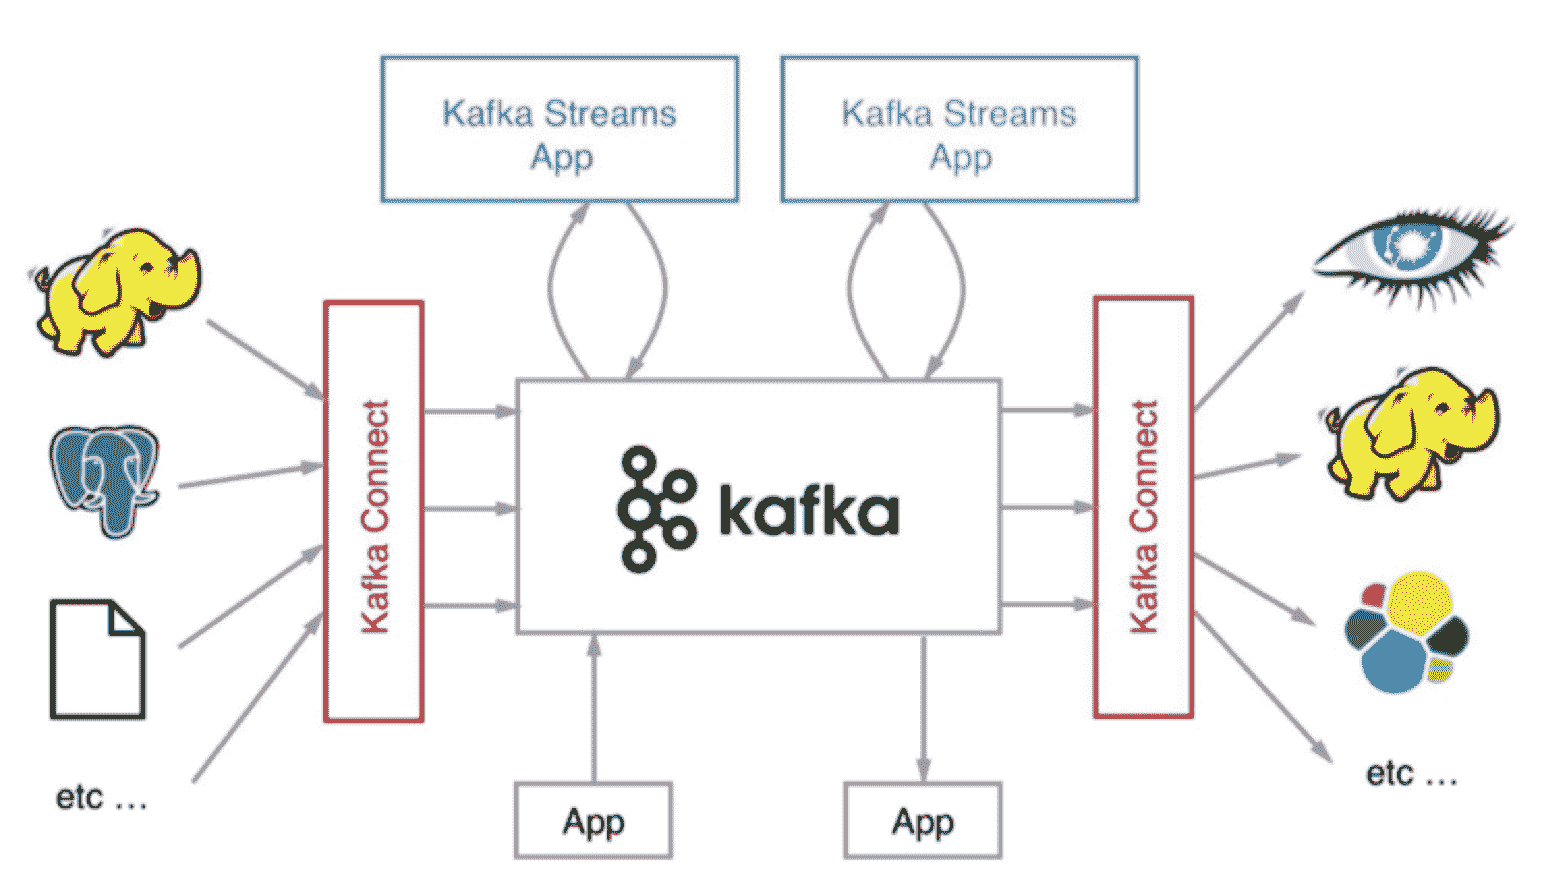 Kafka Streams
App
Kafka Streams
App
Kafka Connect
kafka
Kafka Connect
etc ...
etc ...
App
App